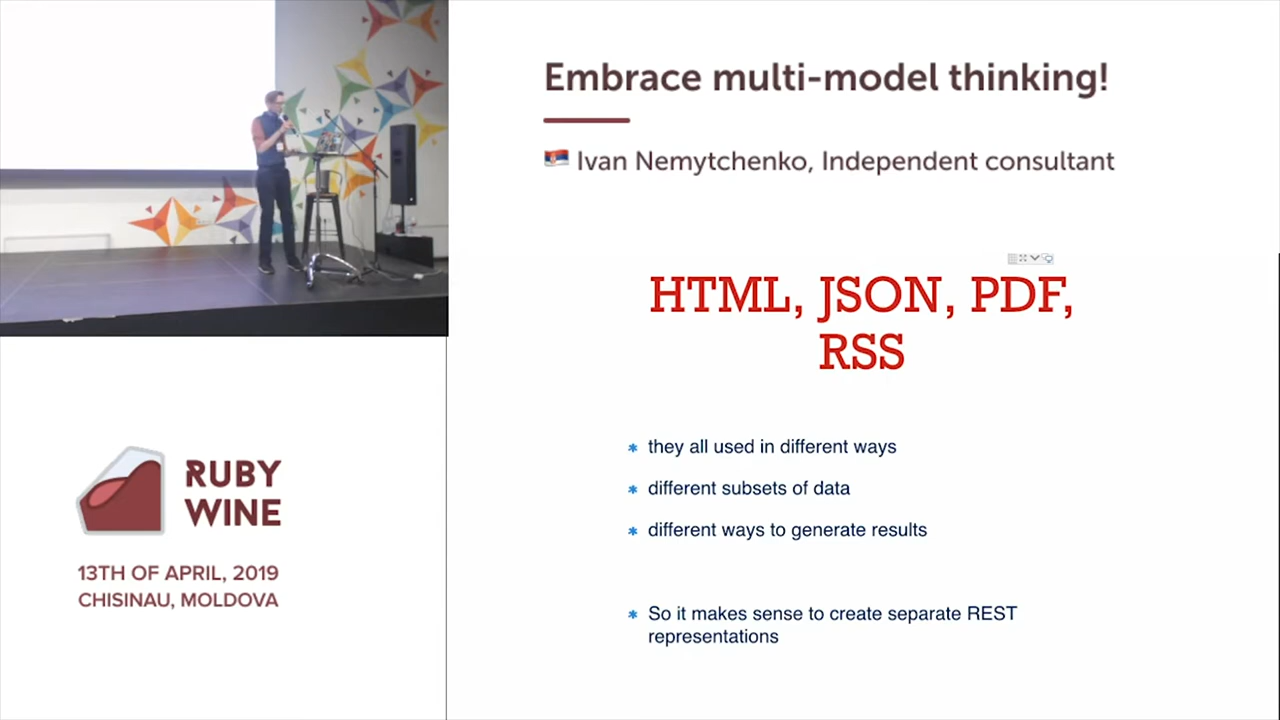 Embrace multi-model thinking!
Ivan Nemytchenko, Independent consultant
HTML, JSON, PDF,
RSS
they all used in different ways
different subsets of data
different ways to generate results
So it makes sense to create separate REST
representations
RUBY
WINE
13TH OF APRIL, 2019
CHISINAU, MOLDOVA